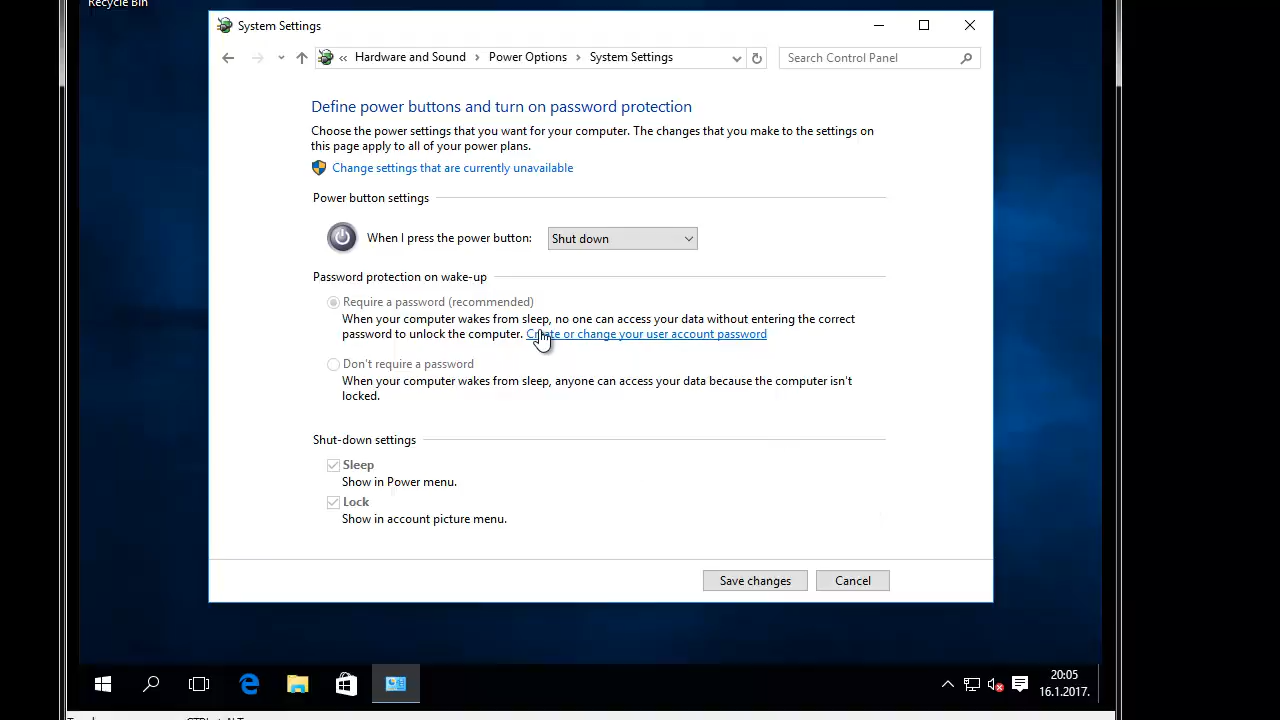 Recycle Bin
System Settings
« Hardware and Sound > Power Options > System Settings
Search Control Panel
Define power buttons and turn on password protection
Choose the power settings that you want for your computer. The changes that you make to the settings on
this page apply to all of your power plans.
Change settings that are currently unavailable
Power button settings
When I press the power button:
Shut down
Password protection on wake-up
Require a password (recommended)
When your computer wakes from sleep, no one can access your data without entering the correct
password to unlock the computer. Create or change your user account password
Don't require a password
When your computer wakes from sleep, anyone can access your data because the computer isn't
locked.
Shut-down settings
Sleep
Show in Power menu.
Lock
Show in account picture menu.
Save changes
Cancel
20:05
16.1.2017.